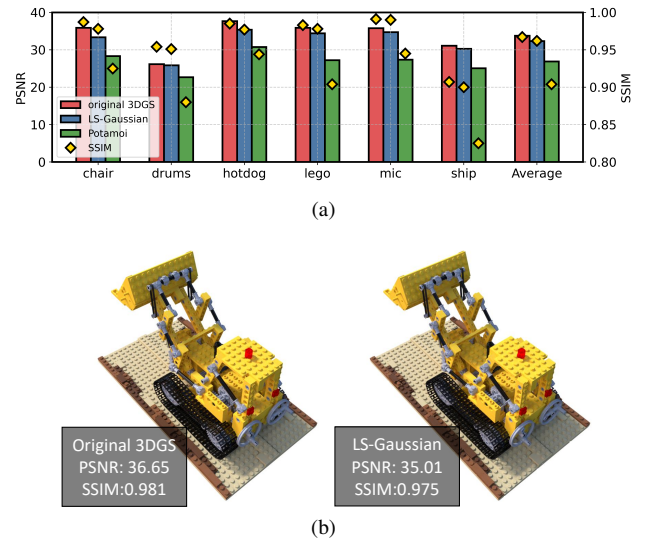 40
30
20
10
0
PSNR
original 3DGS
LS-Gaussian
Potamoi
SSIM
1.00
0.95
0.90
0.85
0.80
SSIM
chair drums hotdog lego mic ship Average
(a)
Original 3DGS
PSNR: 36.65
SSIM:0.981
LS-Gaussian
PSNR: 35.01
SSIM:0.975
(b)